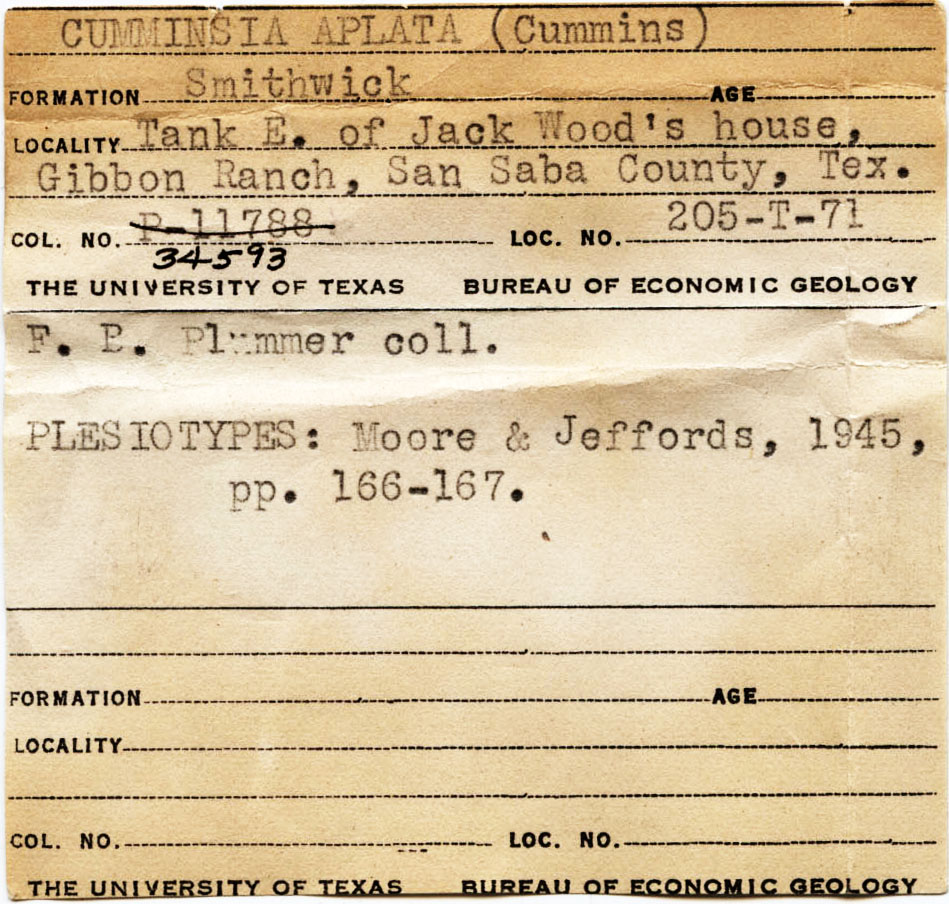 CUMMINSIA APLATA (Cummins)
FORMATION Smithwick AGE
LOCALITY Tank E. of Jack Wood's house,
Gibbon Ranch, San Saba County, Tex.
COL. NO. P-11788 LOC. NO. 205-T-71
34593
THE UNIVERSITY OF TEXAS BUREAU OF ECONOMIC GEOLOGY
F. B. Plummer coll.
PLESIOTYPES: Moore & Jeffords, 1945,
pp. 166-167.
FORMATION AGE
LOCALITY
COL. NO. LOC. NO.
THE UNIVERSITY OF TEXAS BUREAU OF ECONOMIC GEOLOGY